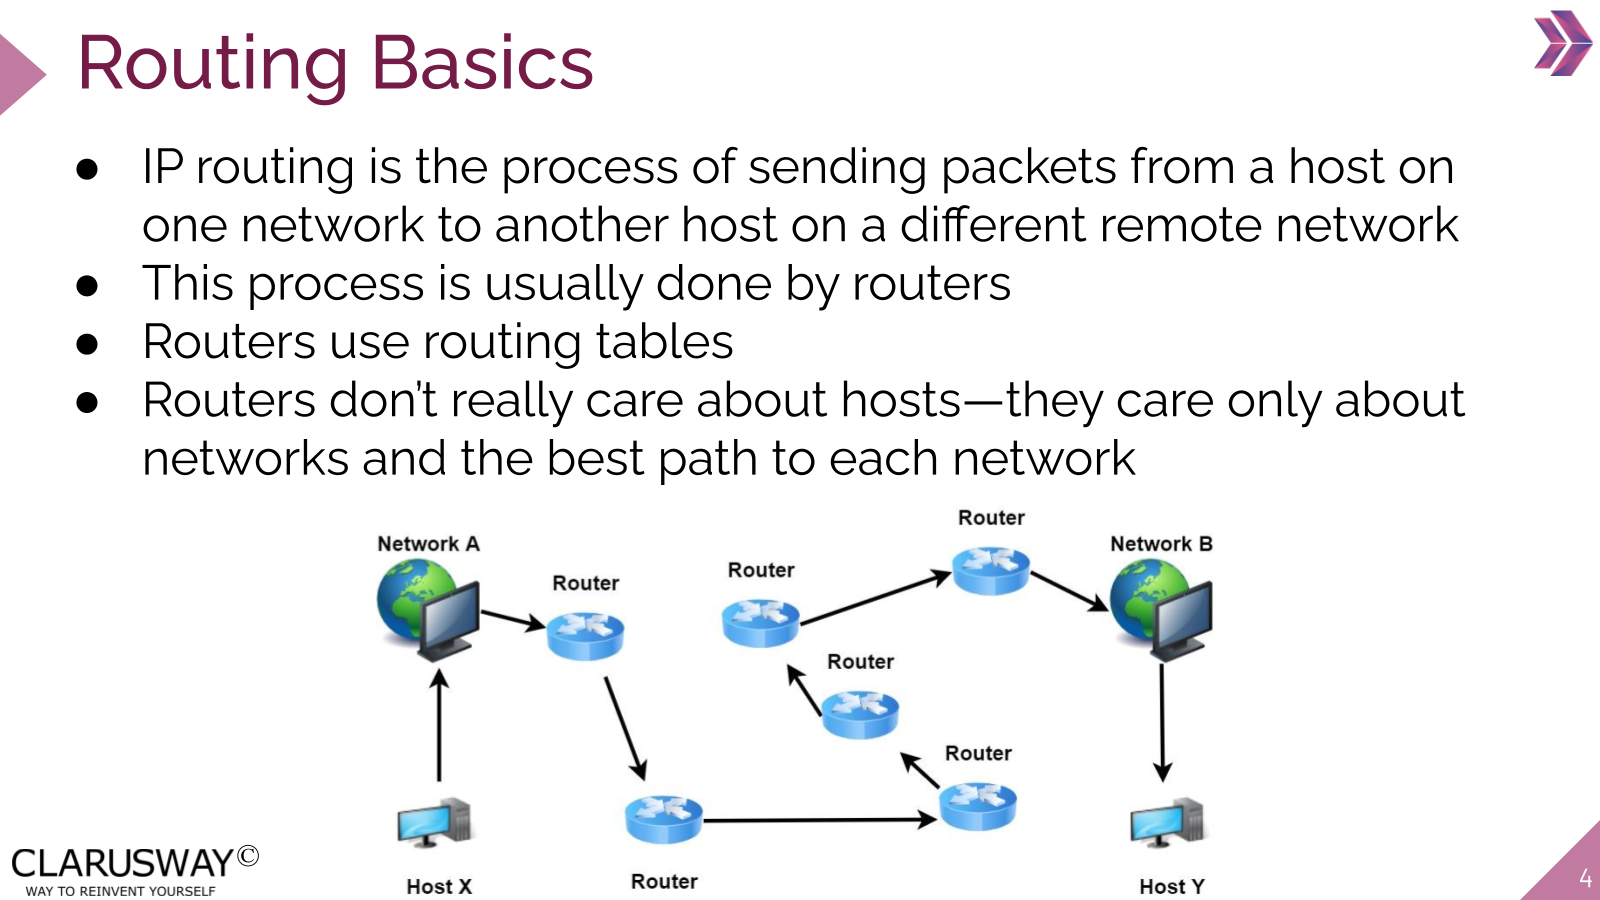 Routing Basics
● IP routing is the process of sending packets from a host on
one network to another host on a different remote network
● This process is usually done by routers
● Routers use routing tables
● Routers don’t really care about hosts—they care only about
networks and the best path to each network
Router
Network A
Network B
Router
Router
Router
Router
Host X
Router
Host Y
CLARUSWAY©
WAY TO REINVENT YOURSELF
4